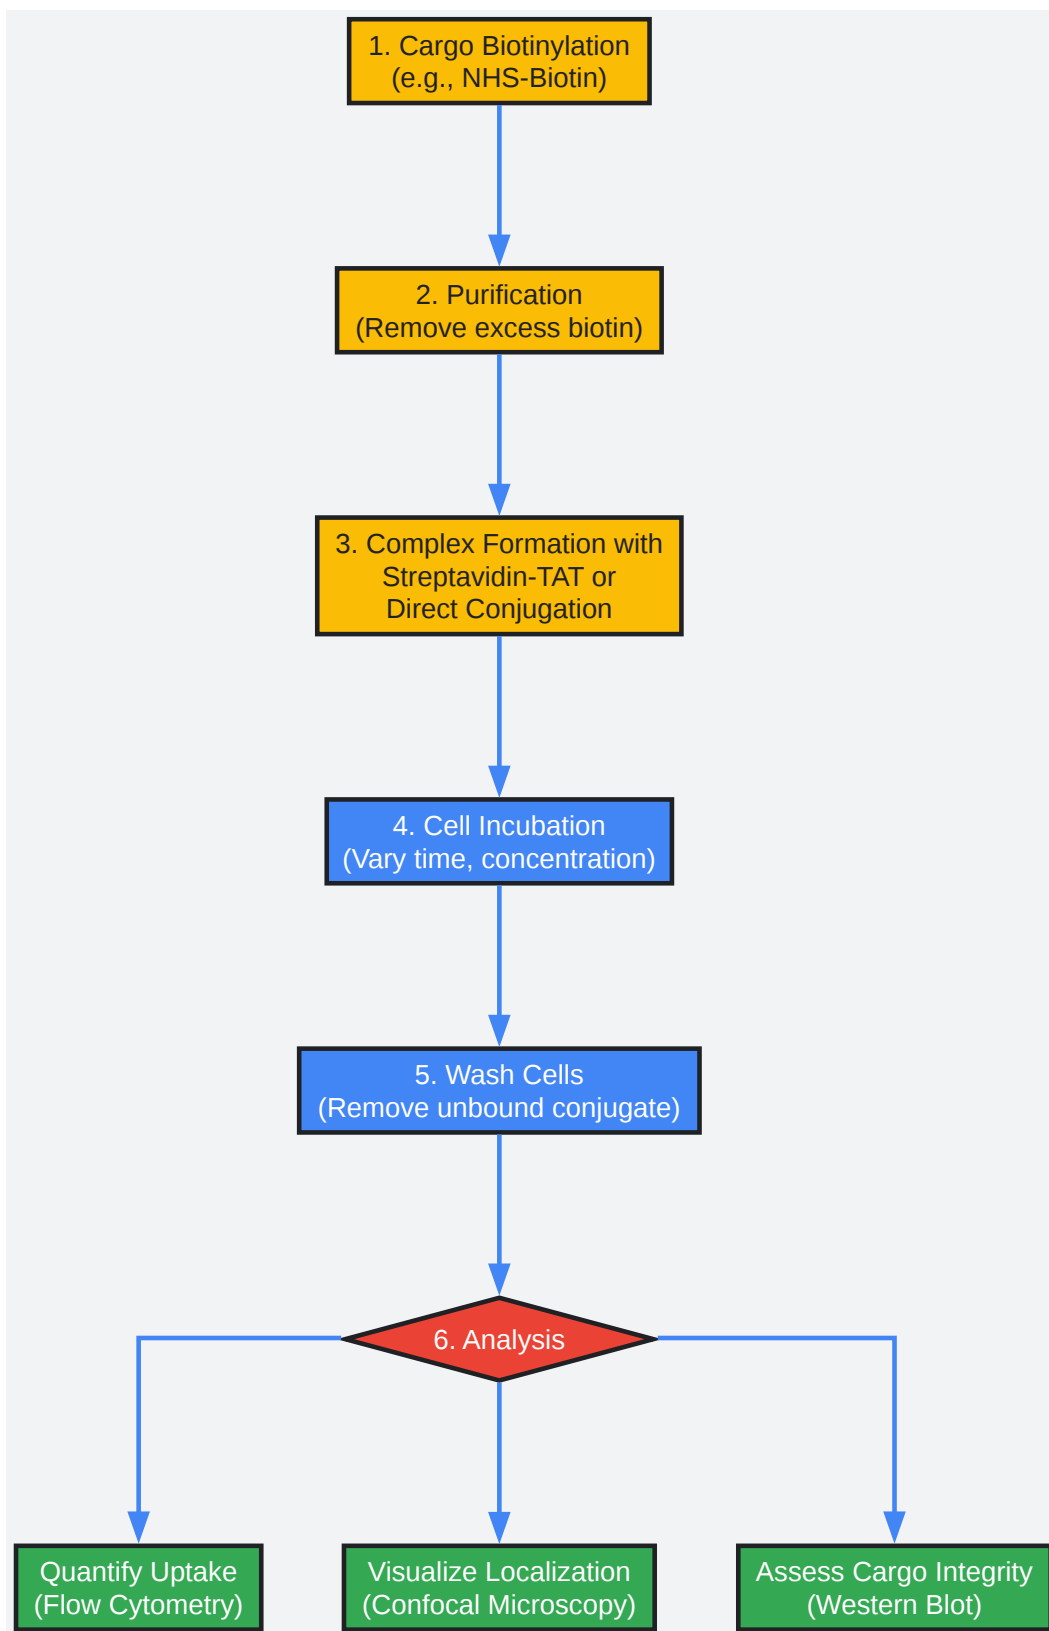 1. Cargo Biotinylation
(e.g., NHS-Biotin)
2. Purification
(Remove excess biotin)
3. Complex Formation with
Streptavidin-TAT or
Direct Conjugation
4. Cell Incubation
(Vary time, concentration)
5. Wash Cells
(Remove unbound conjugate)
6. Analysis
Quantify Uptake
(Flow Cytometry)
Visualize Localization
(Confocal Microscopy)
Assess Cargo Integrity
(Western Blot)